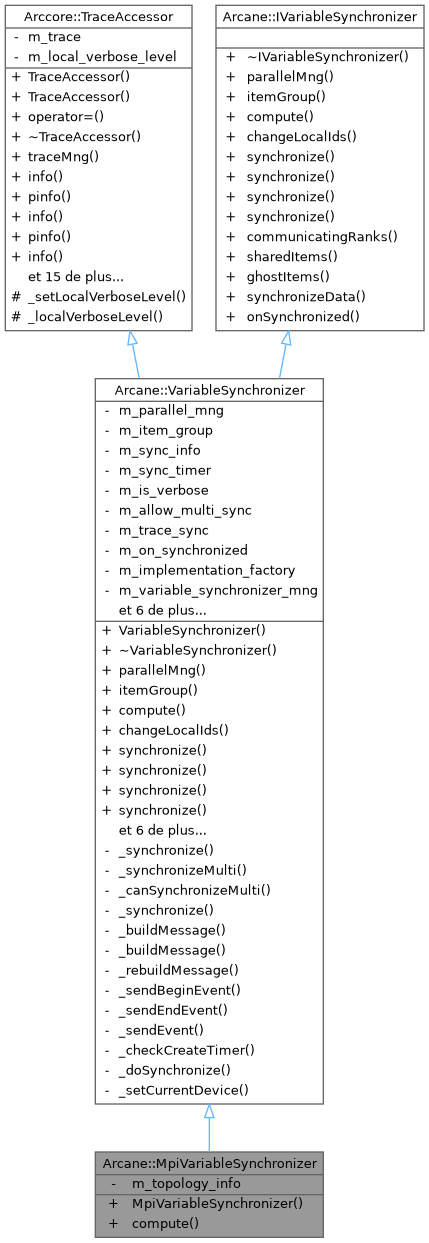 Arccore::TraceAccessor
- m_trace
- m_local_verbose_level
+ TraceAccessor()
+ TraceAccessor()
+ operator=()
+ ~TraceAccessor()
+ traceMng()
+ info()
+ pinfo()
+ info()
+ pinfo()
+ info()
et 15 de plus...
# _setLocalVerboseLevel()
# _localVerboseLevel()
Arcane::IVariableSynchronizer
+ ~IVariableSynchronizer()
+ parallelMng()
+ itemGroup()
+ compute()
+ changeLocalIds()
+ synchronize()
+ synchronize()
+ synchronize()
+ synchronize()
+ communicatingRanks()
+ sharedItems()
+ ghostItems()
+ synchronizeData()
+ onSynchronized()
Arcane::VariableSynchronizer
- m_parallel_mng
- m_item_group
- m_sync_info
- m_sync_timer
- m_is_verbose
- m_allow_multi_sync
- m_trace_sync
- m_on_synchronized
- m_implementation_factory
- m_variable_synchronizer_mng
et 6 de plus...
+ VariableSynchronizer()
+ ~VariableSynchronizer()
+ parallelMng()
+ itemGroup()
+ compute()
+ changeLocalIds()
+ synchronize()
+ synchronize()
+ synchronize()
+ synchronize()
et 6 de plus...
- _synchronize()
- _synchronizeMulti()
- _canSynchronizeMulti()
- _synchronize()
- _buildMessage()
- _buildMessage()
- _rebuildMessage()
- _sendBeginEvent()
- _sendEndEvent()
- _sendEvent()
- _checkCreateTimer()
- _doSynchronize()
- _setCurrentDevice()
Arcane::MpiVariableSynchronizer
- m_topology_info
+ MpiVariableSynchronizer()
+ compute()